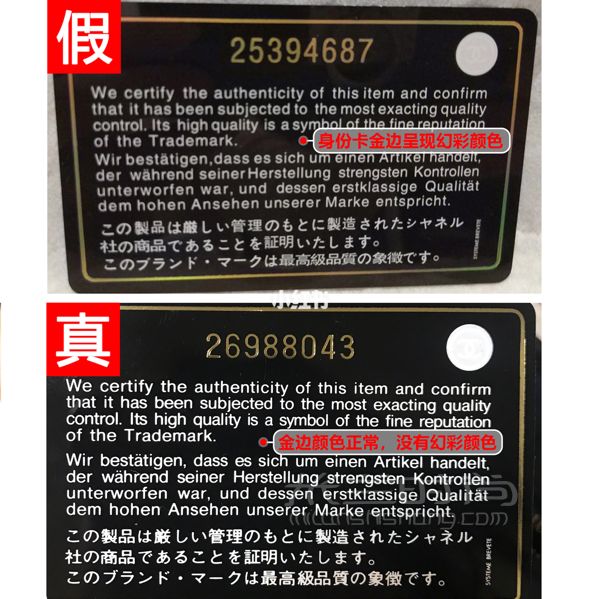 假
25394687
We certify the authenticity of this item and confirm
that it has been subjected to the most exacting quality
control. Its high quality is a symbol of the fine reputation
of the Trademark.
身份卡金边呈现幻彩颜色
Wir bestätigen, dass es sich um einen Artikel handelt,
der während seiner Herstellung strengsten Kontrollen
unterworfen war, und dessen erstklassige Qualität
dem hohen Ansehen unserer Marke entspricht.
この製品は厳しい管理のもとに製造されたシャネル
社の商品であることを証明いたします。
このブランド・マークは最高級品質の象徴です。
SYSTEME BREVETE
小红书
真
26988043
We certify the authenticity of this item and confirm
that it has been subjected to the most exacting quality
control. Its high quality is a symbol of the fine reputation
of the Trademark.
金边颜色正常，没有幻彩颜色
Wir bestätigen, dass es sich um einen Artikel handelt,
der während seiner Herstellung strengsten Kontrollen
unterworfen war, und dessen erstklassige Qualität
dem hohen Ansehen unserer Marke entspricht.
この製品は厳しい管理のもとに製造されたシャネル
社の商品であることを証明いたします。
このブランド・マークは最高級品質の象徴です。
SYSTEME BREVETE